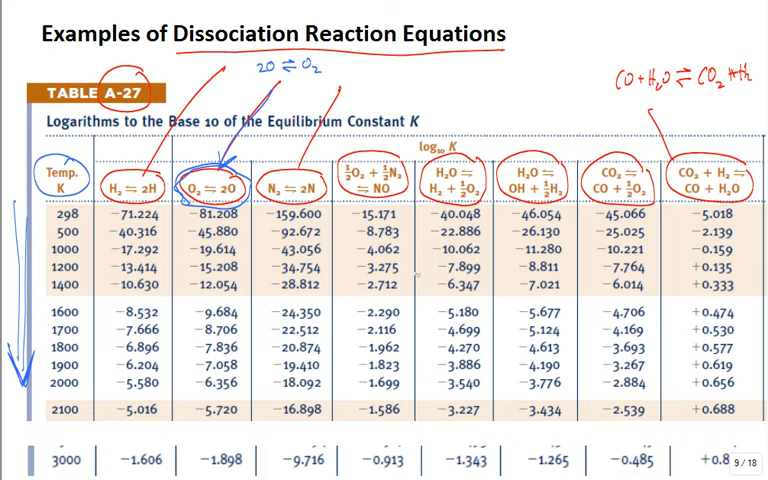 Examples of Dissociation Reaction Equations
2O ⇌ O₂
CO + H₂O ⇌ CO₂ + H₂
TABLE A-27
Logarithms to the Base 10 of the Equilibrium Constant K
log₁₀ K
Temp. K H₂ ⇌ 2H O₂ ⇌ 2O N₂ ⇌ 2N ½O₂ + ½N₂ ⇌ NO H₂O ⇌ H₂ + ½O₂ H₂O ⇌ OH + ½H₂ CO₂ ⇌ CO + ½O₂ CO₂ + H₂ ⇌ CO + H₂O
298 −71.224 −81.208 −159.600 −15.171 −40.048 −46.054 −45.066 −5.018
500 −40.316 −45.880 −92.672 −8.783 −22.886 −26.130 −25.025 −2.139
1000 −17.292 −19.614 −43.056 −4.062 −10.062 −11.280 −10.221 −0.159
1200 −13.414 −15.208 −34.754 −3.275 −7.899 −8.811 −7.764 +0.135
1400 −10.630 −12.054 −28.812 −2.712 −6.347 −7.021 −6.014 +0.333
1600 −8.532 −9.684 −24.350 −2.290 −5.180 −5.677 −4.706 +0.474
1700 −7.666 −8.706 −22.512 −2.116 −4.699 −5.124 −4.169 +0.530
1800 −6.896 −7.836 −20.874 −1.962 −4.270 −4.613 −3.693 +0.577
1900 −6.204 −7.058 −19.410 −1.823 −3.886 −4.190 −3.267 +0.619
2000 −5.580 −6.356 −18.092 −1.699 −3.540 −3.776 −2.884 +0.656
2100 −5.016 −5.720 −16.898 −1.586 −3.227 −3.434 −2.539 +0.688
3000 −1.606 −1.898 −9.716 −0.913 −1.343 −1.265 −0.485 +0.8
9 / 18